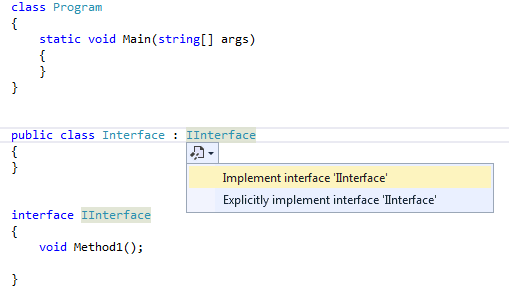 class Program
{
static void Main(string[] args)
{
}
}
public class Interface : IInterface
{
}
Implement interface 'IInterface'
Explicitly implement interface 'IInterface'
interface IInterface
{
void Method1();
}